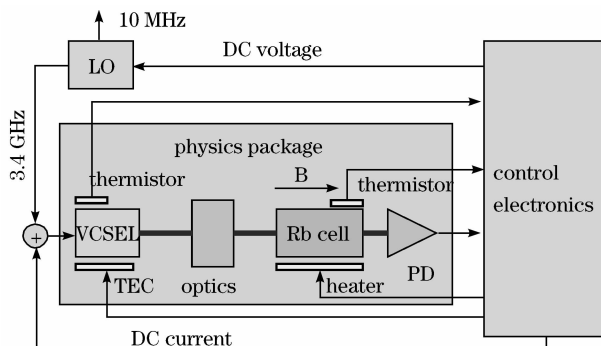 10 MHz
LO
DC voltage
3.4 GHz
physics package
thermistor
B
thermistor
control
electronics
+
VCSEL
Rb cell
TEC
optics
heater
PD
DC current